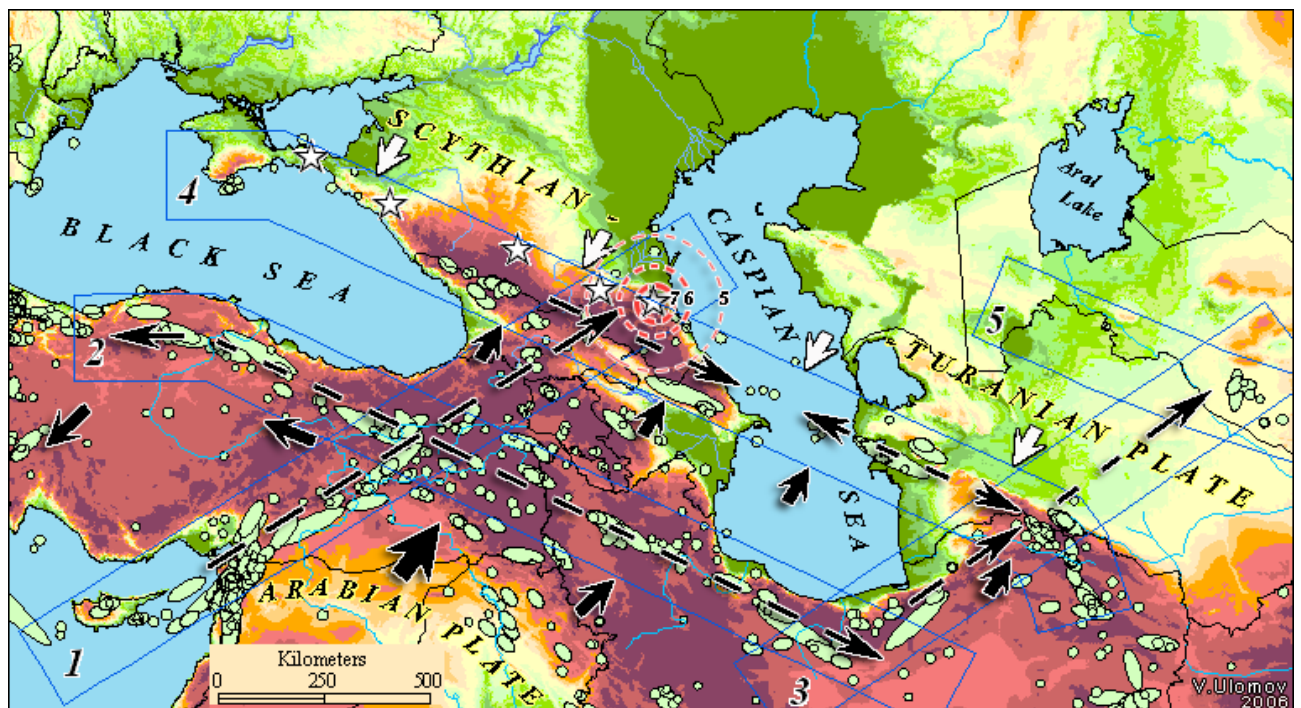 SCYTHIAN -
4
Aral
Lake
BLACK SEA
CASPIAN
SEA
7 6 5
5
2
- TURANIAN PLATE
ARABIAN PLATE
1
Kilometers
0 250 500
3
V.Ulomov
2006